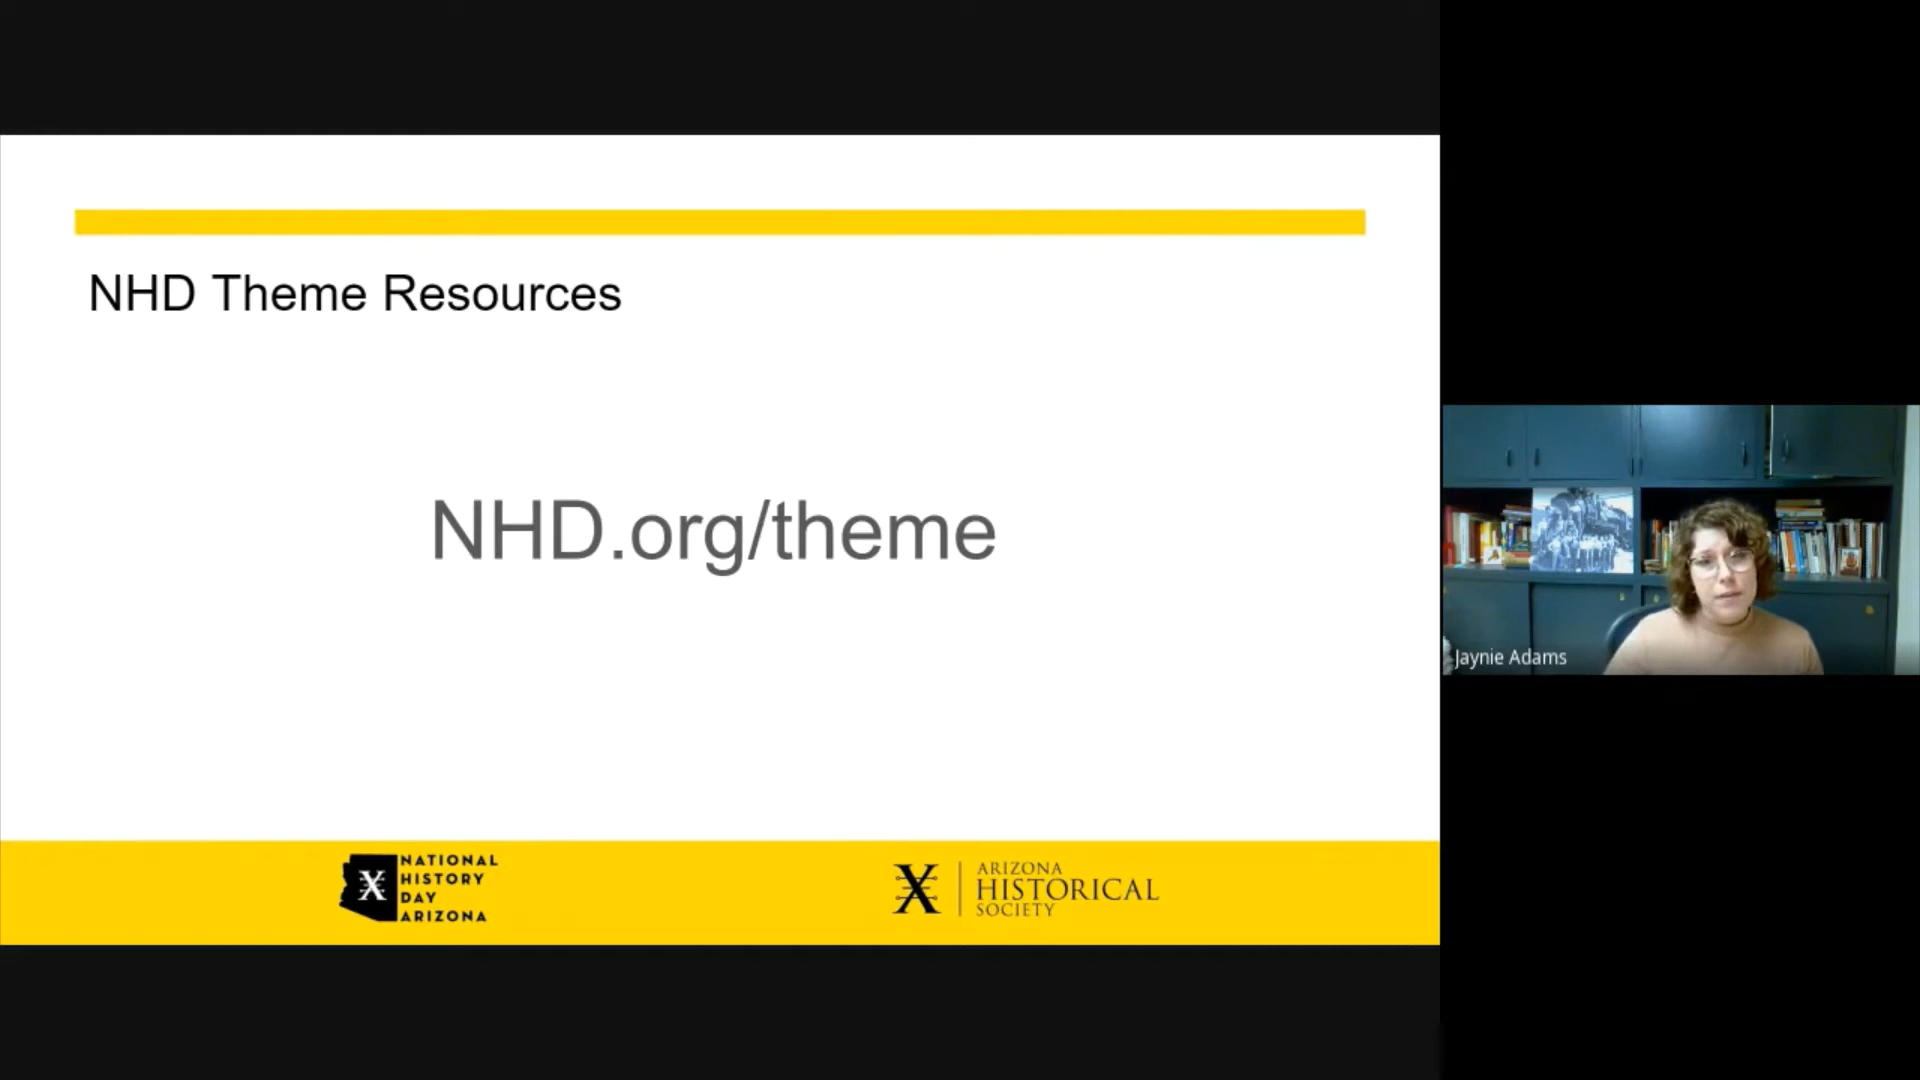 NHD Theme Resources
NHD.org/theme
NATIONAL
HISTORY
DAY
ARIZONA
ARIZONA
HISTORICAL
SOCIETY
Jaynie Adams